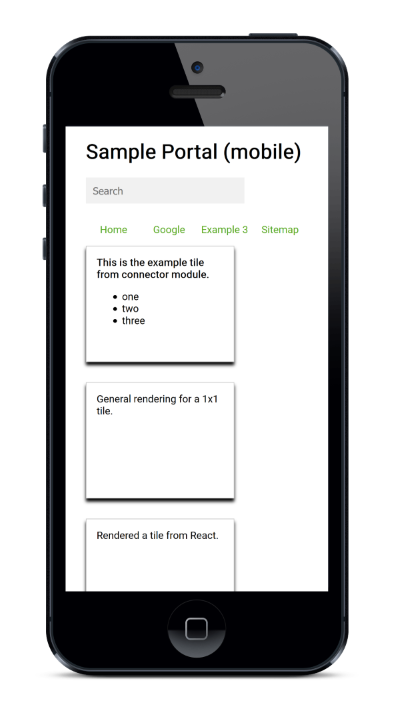 Sample Portal (mobile)
Search
Home Google Example 3 Sitemap
This is the example tile
from connector module.
• one
• two
• three
General rendering for a 1x1
tile.
Rendered a tile from React.